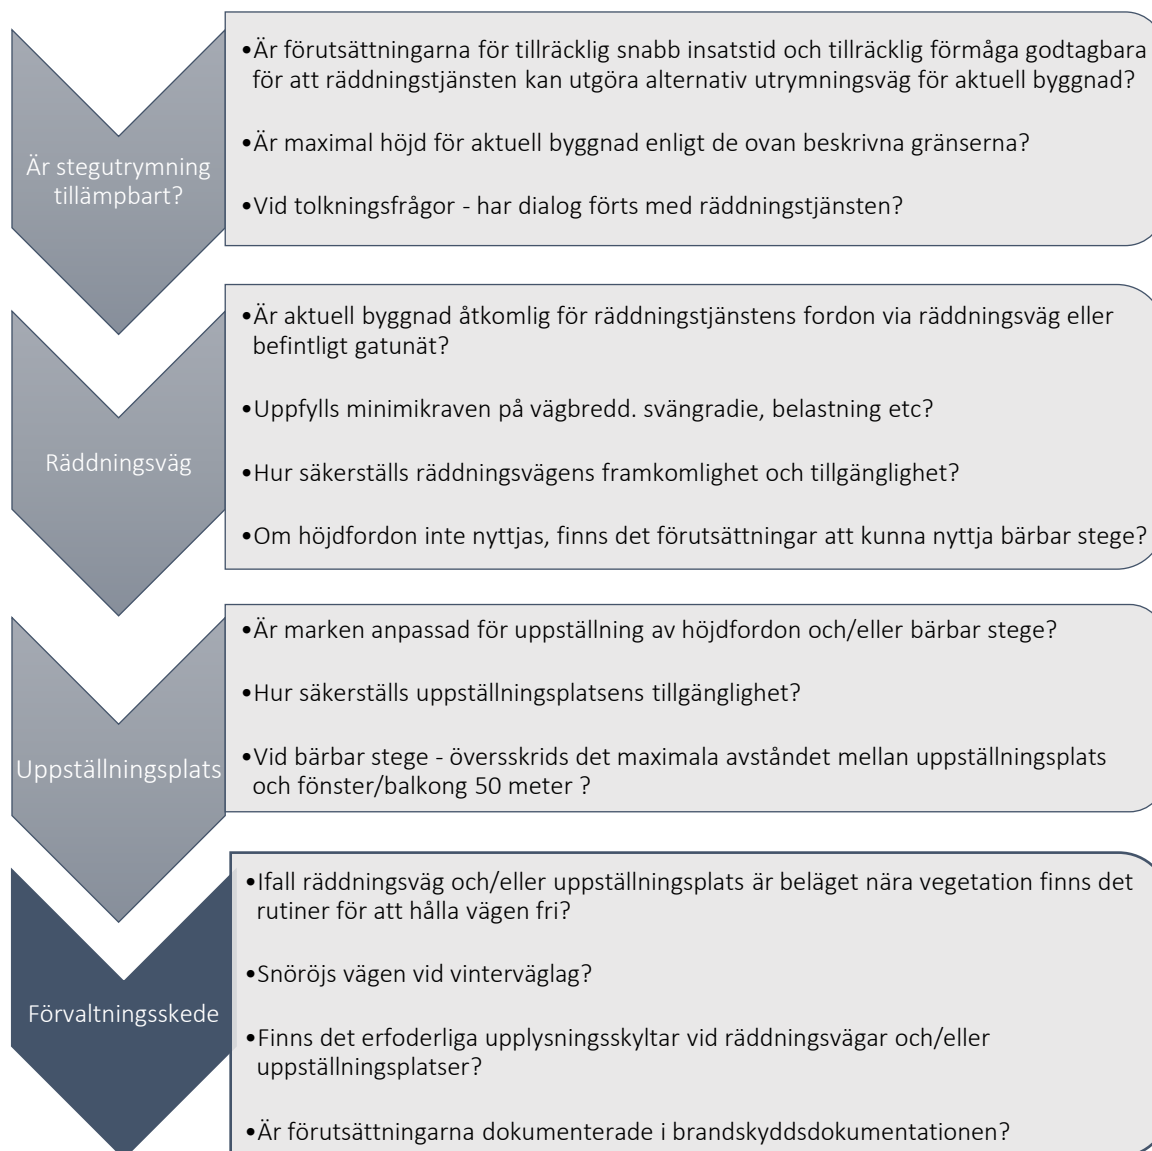 Är stegutrymning
tillämpbart?
•Är förutsättningarna för tillräcklig snabb insatstid och tillräcklig förmåga godtagbara
för att räddningstjänsten kan utgöra alternativ utrymningsväg för aktuell byggnad?
•Är maximal höjd för aktuell byggnad enligt de ovan beskrivna gränserna?
•Vid tolkningsfrågor - har dialog förts med räddningstjänsten?
Räddningsväg
•Är aktuell byggnad åtkomlig för räddningstjänstens fordon via räddningsväg eller
befintligt gatunät?
•Uppfylls minimikraven på vägbredd. svängradie, belastning etc?
•Hur säkerställs räddningsvägens framkomlighet och tillgänglighet?
•Om höjdfordon inte nyttjas, finns det förutsättningar att kunna nyttja bärbar stege?
Uppställningsplats
•Är marken anpassad för uppställning av höjdfordon och/eller bärbar stege?
•Hur säkerställs uppställningsplatsens tillgänglighet?
•Vid bärbar stege - översskrids det maximala avståndet mellan uppställningsplats
och fönster/balkong 50 meter ?
Förvaltningsskede
•Ifall räddningsväg och/eller uppställningsplats är beläget nära vegetation finns det
rutiner för att hålla vägen fri?
•Snöröjs vägen vid vinterväglag?
•Finns det erfoderliga upplysningsskyltar vid räddningsvägar och/eller
uppställningsplatser?
•Är förutsättningarna dokumenterade i brandskyddsdokumentationen?